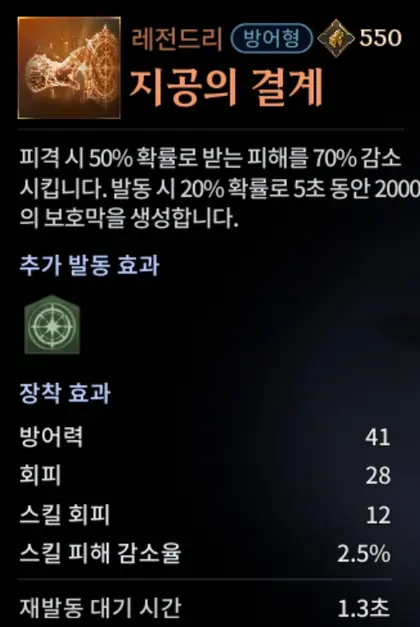 레전드리 방어형 550
지공의 결계
피격 시 50% 확률로 받는 피해를 70% 감소
시킵니다. 발동 시 20% 확률로 5초 동안 2000
의 보호막을 생성합니다.
추가 발동 효과
장착 효과
방어력 41
회피 28
스킬 회피 12
스킬 피해 감소율 2.5%
재발동 대기 시간 1.3초